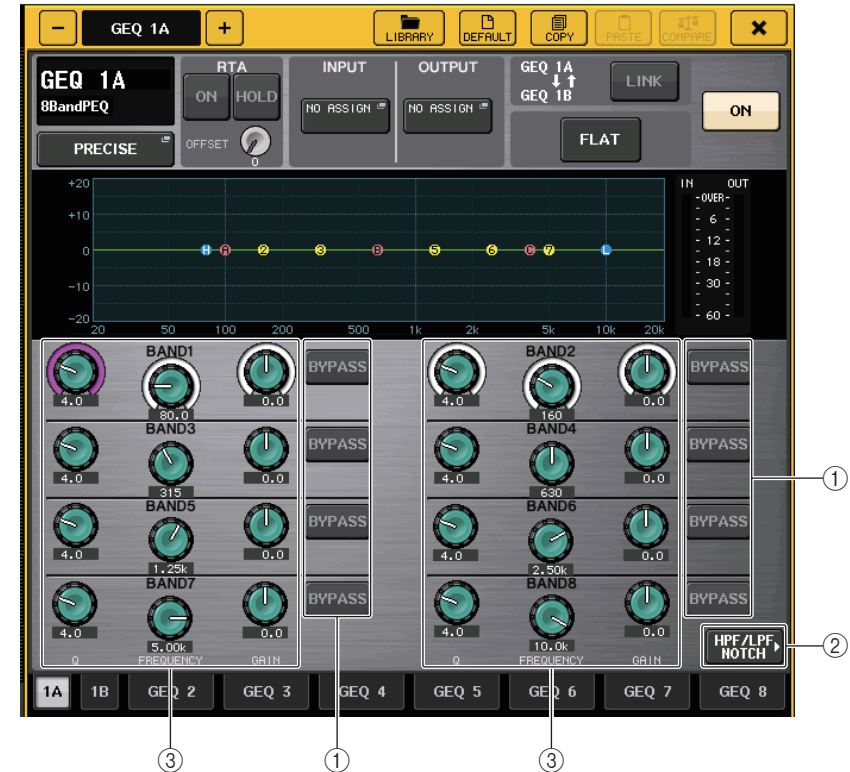 − GEQ 1A + LIBRARY DEFAULT COPY PASTE COMPARE ×
GEQ 1A
8BandPEQ
PRECISE
RTA
ON HOLD
OFFSET
0
INPUT
NO ASSIGN
OUTPUT
NO ASSIGN
GEQ 1A
↓↑
GEQ 1B
LINK
FLAT
ON
+20
+10
0
−10
−20
H A 2 3 B 5 6 C 7 L
20 50 100 200 500 1k 2k 5k 10k 20k
IN OUT
-OVER-
- 6 -
- 12 -
- 18 -
- 30 -
- 60 -
BAND1
4.0 80.0 0.0
BYPASS
BAND2
4.0 160 0.0
BYPASS
BAND3
4.0 315 0.0
BYPASS
BAND4
4.0 630 0.0
BYPASS
BAND5
4.0 1.25k 0.0
BYPASS
BAND6
4.0 2.50k 0.0
BYPASS
BAND7
4.0 5.00k 0.0
BYPASS
BAND8
4.0 10.0k 0.0
BYPASS
Q FREQUENCY GAIN
Q FREQUENCY GAIN
HPF/LPF
NOTCH
1A 1B GEQ 2 GEQ 3 GEQ 4 GEQ 5 GEQ 6 GEQ 7 GEQ 8
①
②
③ ① ③